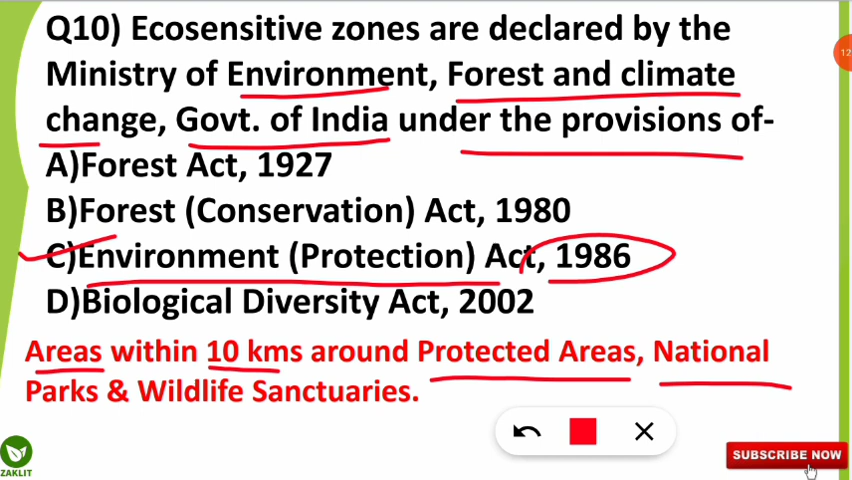 Q10) Ecosensitive zones are declared by the
Ministry of Environment, Forest and climate
change, Govt. of India under the provisions of-
A)Forest Act, 1927
B)Forest (Conservation) Act, 1980
C)Environment (Protection) Act, 1986
D)Biological Diversity Act, 2002
Areas within 10 kms around Protected Areas, National
Parks & Wildlife Sanctuaries.
12
ZAKLIT
SUBSCRIBE NOW